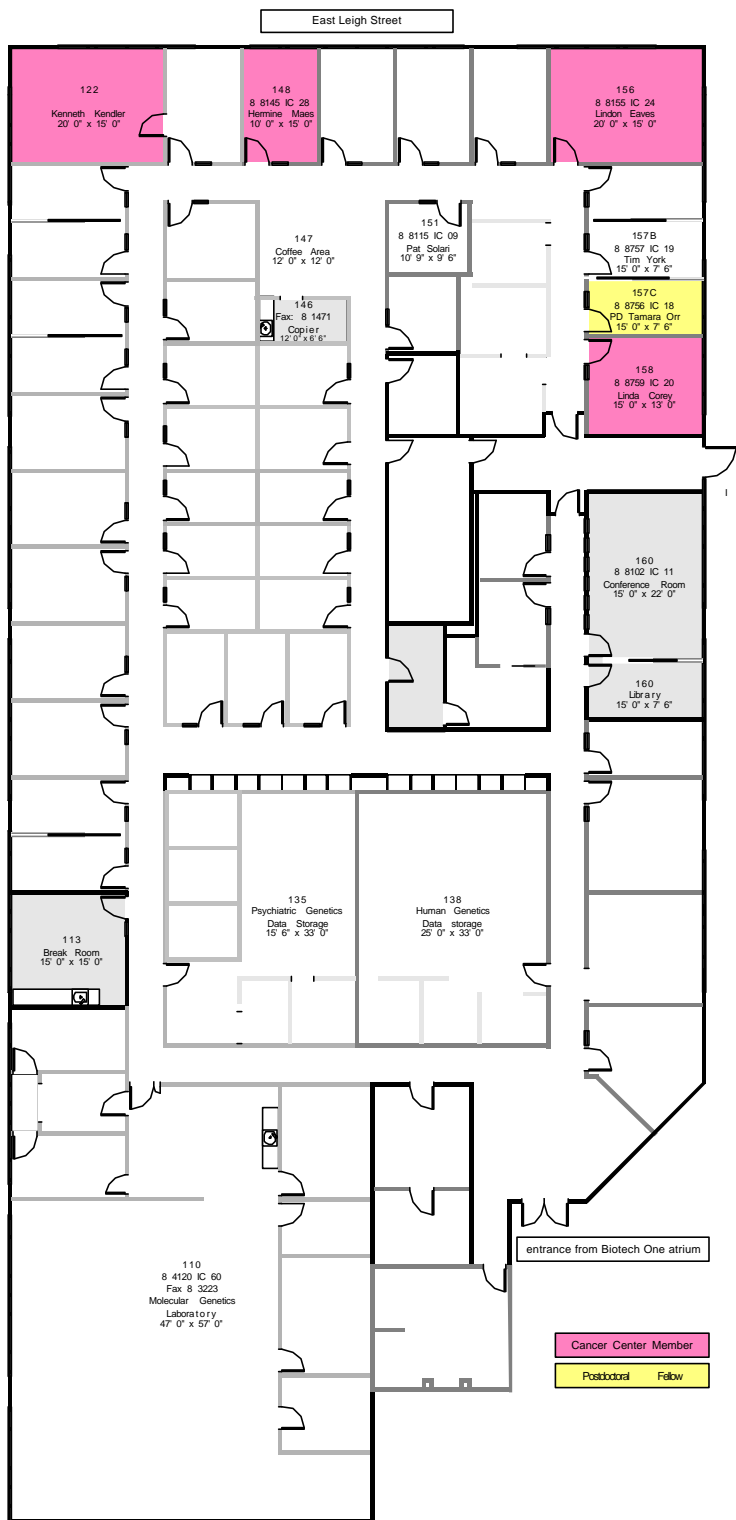 East Leigh Street
122
Kenneth Kendler
20' 0" x 15' 0"
148
8 8145 IC 28
Hermine Maes
10' 0" x 15' 0"
156
8 8155 IC 24
Lindon Eaves
20' 0" x 15' 0"
147
Coffee Area
12' 0" x 12' 0"
151
8 8115 IC 09
Pat Solari
10' 9" x 9' 6"
157B
8 8757 IC 19
Tim York
15' 0" x 7' 6"
146
Fax: 8 1471
Copier
12' 0" x 6' 6"
157C
8 8756 IC 18
PD Tamara Orr
15' 0" x 7' 6"
158
8 8759 IC 20
Linda Corey
15' 0" x 13' 0"
160
8 8102 IC 11
Conference Room
15' 0" x 22' 0"
160
Library
15' 0" x 7' 6"
135
Psychiatric Genetics
Data Storage
15' 6" x 33' 0"
138
Human Genetics
Data storage
25' 0" x 33' 0"
113
Break Room
15' 0" x 15' 0"
110
8 4120 IC 60
Fax 8 3223
Molecular Genetics
Laboratory
47' 0" x 57' 0"
entrance from Biotech One atrium
Cancer Center Member
Postdoctoral Fellow